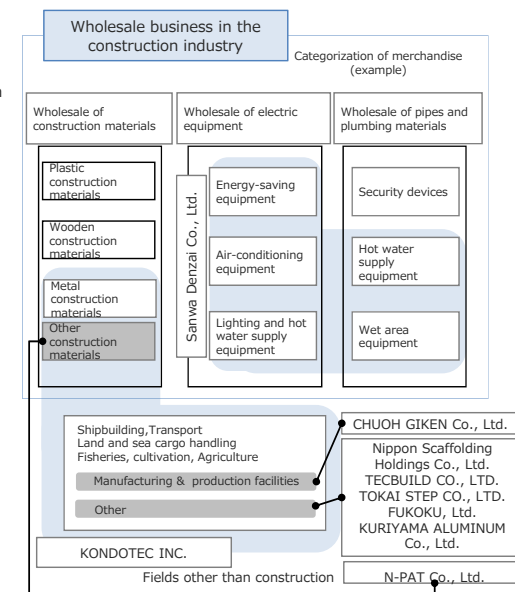 Wholesale business in the
construction industry
Categorization of merchandise
(example)
n
Wholesale of
construction materials
Wholesale of electric
equipment
Wholesale of pipes and
plumbing materials
Plastic
construction
materials
Wooden
construction
materials
Metal
construction
materials
Other
construction
materials
Sanwa Denzai Co., Ltd.
Energy-saving
equipment
Air-conditioning
equipment
Lighting and hot
water supply
equipment
Security devices
Hot water
supply
equipment
Wet area
equipment
Shipbuilding,Transport
Land and sea cargo handling
Fisheries, cultivation, Agriculture
Manufacturing & production facilities
Other
KONDOTEC INC.
Fields other than construction
CHUOH GIKEN Co., Ltd.
Nippon Scaffolding
Holdings Co., Ltd.
TECBUILD CO., LTD.
TOKAI STEP CO., LTD.
FUKOKU, Ltd.
KURIYAMA ALUMINUM
Co., Ltd.
N-PAT Co., Ltd.